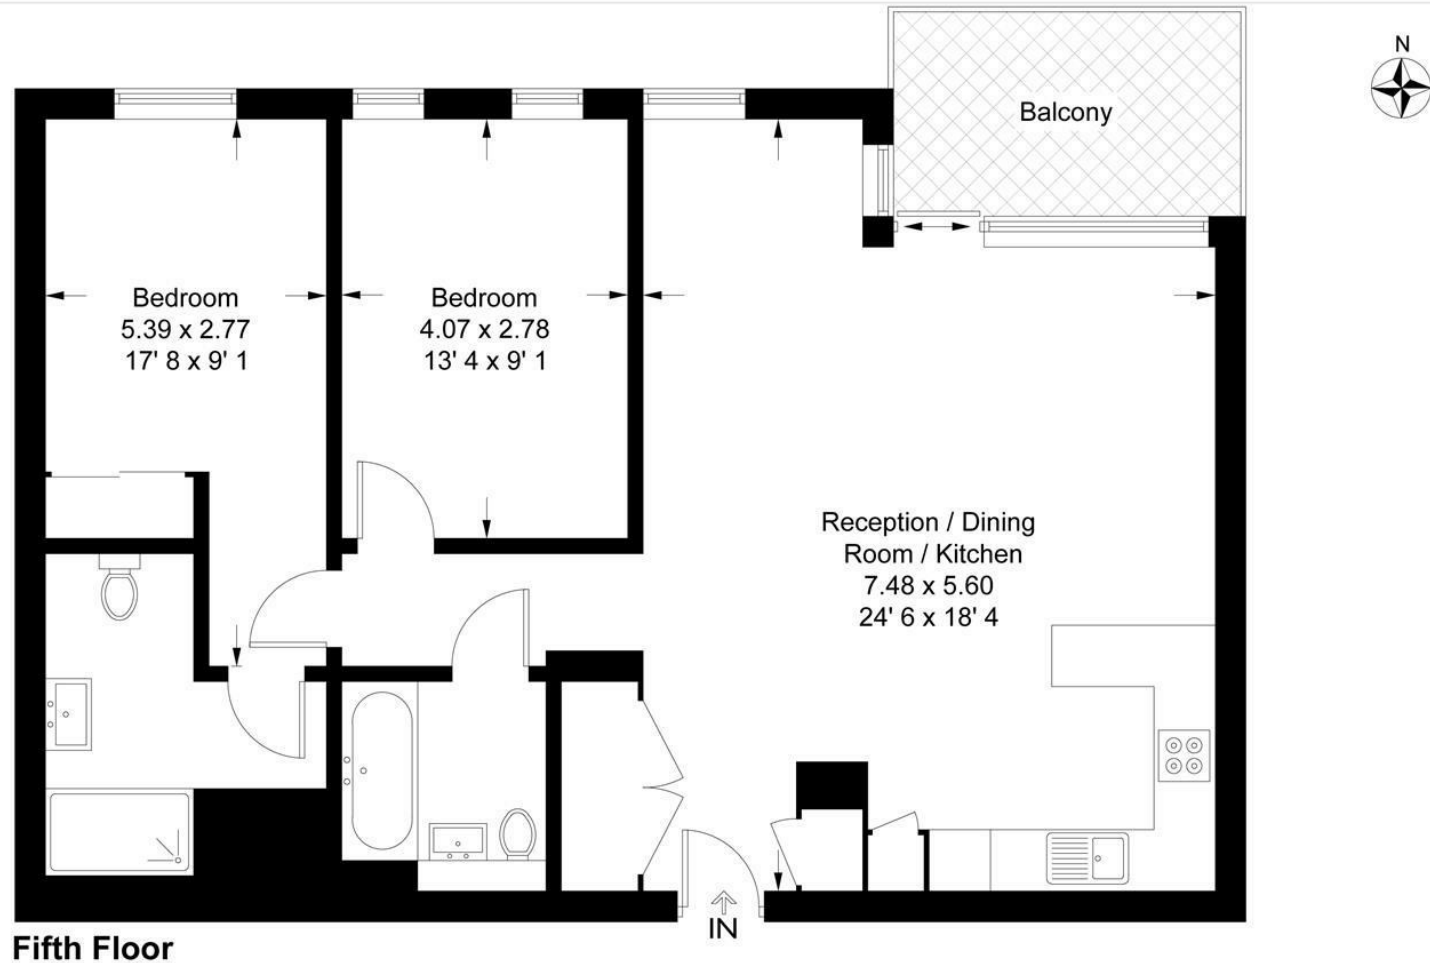 N
Balcony
Bedroom
5.39 x 2.77
17' 8 x 9' 1
Bedroom
4.07 x 2.78
13' 4 x 9' 1
Reception / Dining
Room / Kitchen
7.48 x 5.60
24' 6 x 18' 4
IN
Fifth Floor